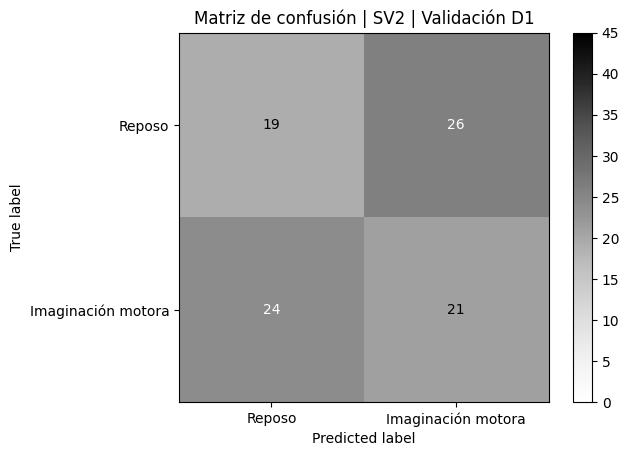 Matriz de confusión | SV2 | Validación D1
True label
Reposo
19
26
Imaginación motora
24
21
Reposo
Imaginación motora
Predicted label
45
40
35
30
25
20
15
10
5
0